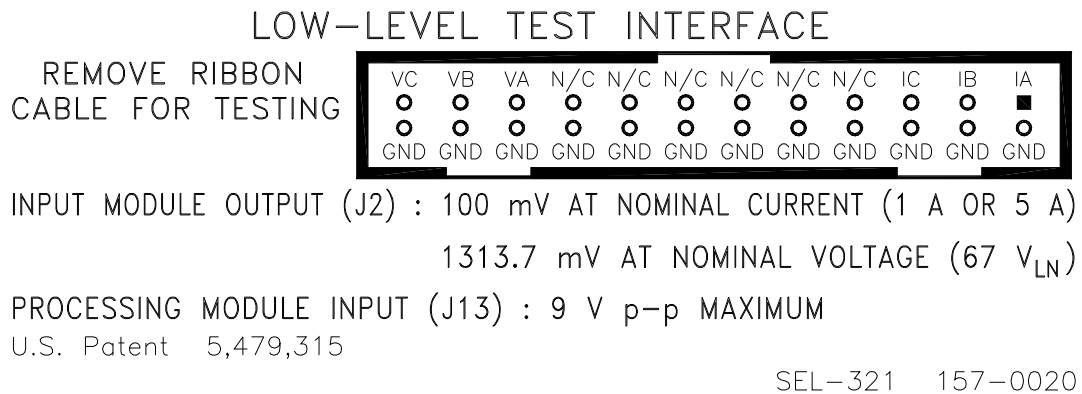 LOW-LEVEL TEST INTERFACE
REMOVE RIBBON
CABLE FOR TESTING
VC VB VA N/C N/C N/C N/C N/C N/C IC IB IA
GND GND GND GND GND GND GND GND GND GND GND GND
INPUT MODULE OUTPUT (J2) : 100 mV AT NOMINAL CURRENT (1 A OR 5 A)
1313.7 mV AT NOMINAL VOLTAGE (67 V_LN)
PROCESSING MODULE INPUT (J13) : 9 V p-p MAXIMUM
U.S. Patent 5,479,315
SEL-321 157-0020